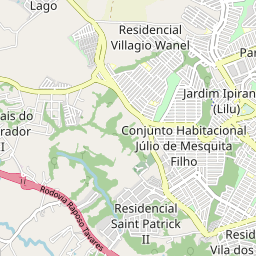 Lago
Residencial
Villagio Wanel
Par
Jardim Ipiran
(Lilu)
ais do
rador
II
Conjunto Habitacional
Júlio de Mesquita
Filho
Rodovia Raposo Tavares
Residencial
Saint Patrick
II
Resid
Vila dos